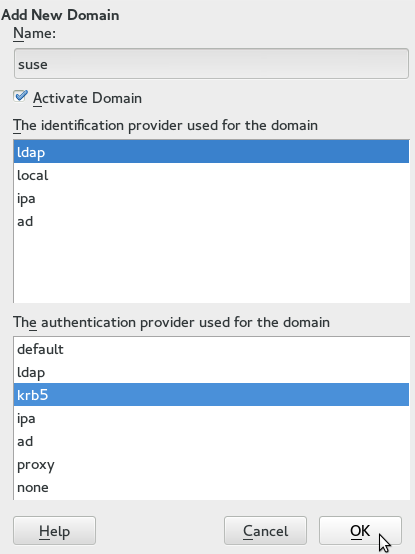 Add New Domain
Name:
suse
Activate Domain
The identification provider used for the domain
ldap
local
ipa
ad
The authentication provider used for the domain
default
ldap
krb5
ipa
ad
proxy
none
Help Cancel OK